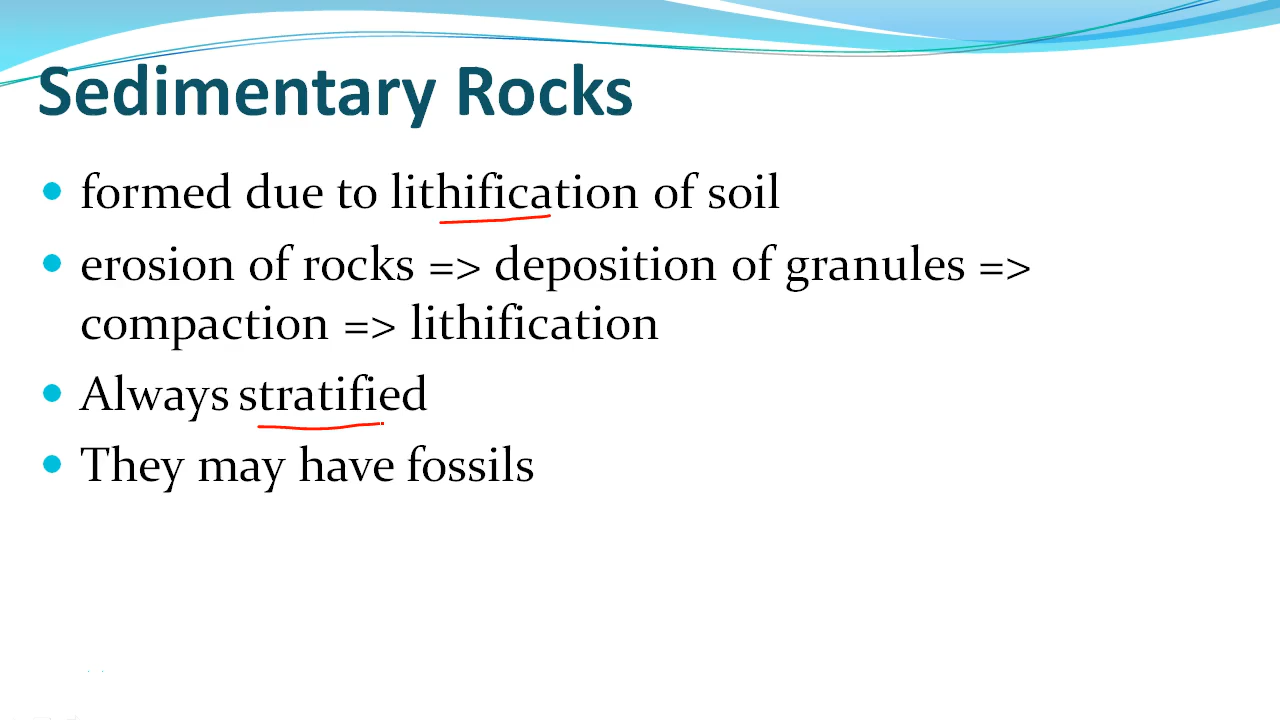 Sedimentary Rocks
• formed due to lithification of soil
• erosion of rocks => deposition of granules =>
compaction => lithification
• Always stratified
• They may have fossils